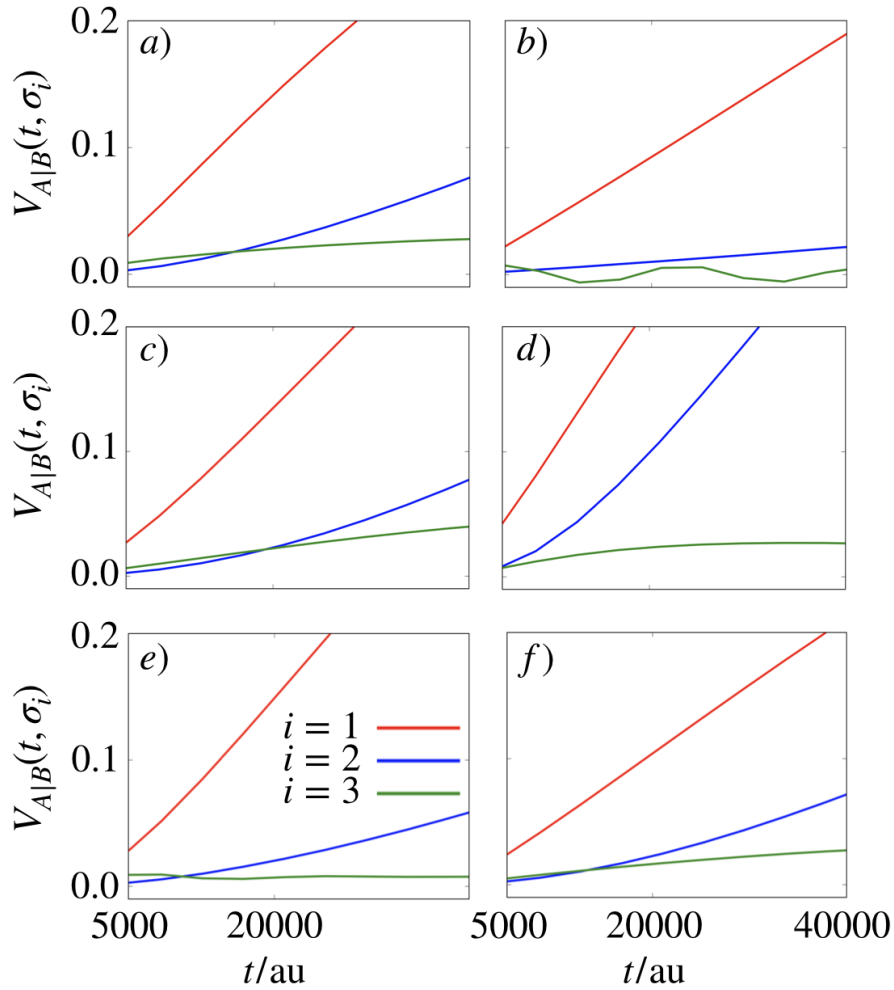 0.2 a) b)
V_{A|B}(t, σ_i)
0.1
0.0
0.2 c) d)
V_{A|B}(t, σ_i)
0.1
0.0
0.2 e) f)
V_{A|B}(t, σ_i)
i = 1
0.1 i = 2
i = 3
0.0
5000 20000 5000 20000 40000
t/au t/au